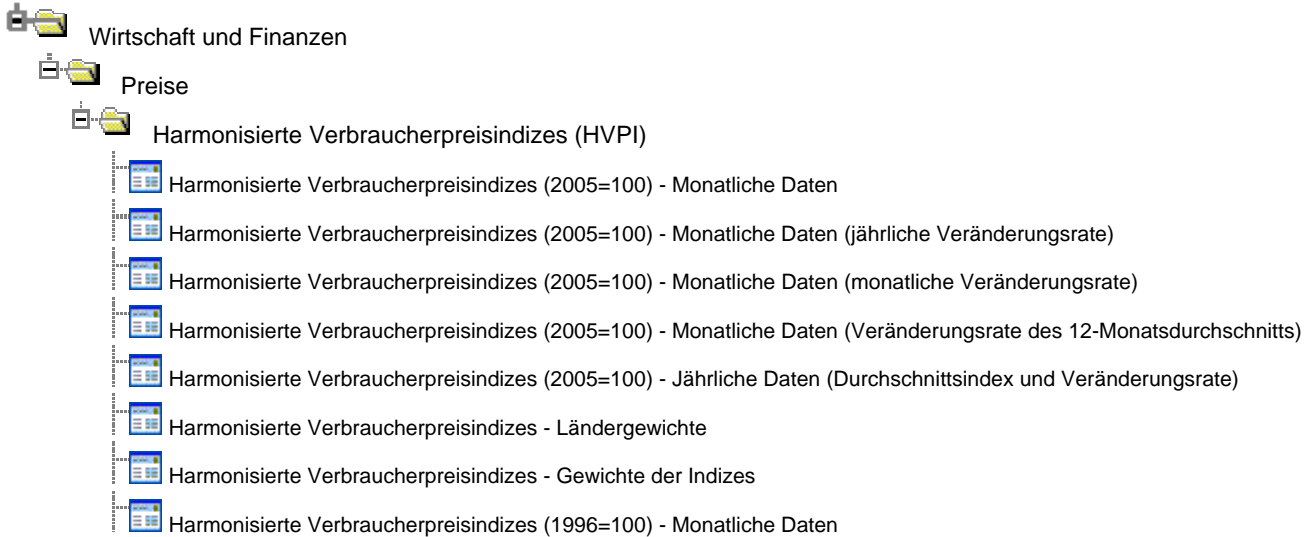 Wirtschaft und Finanzen
Preise
Harmonisierte Verbraucherpreisindizes (HVPI)
Harmonisierte Verbraucherpreisindizes (2005=100) - Monatliche Daten
Harmonisierte Verbraucherpreisindizes (2005=100) - Monatliche Daten (jährliche Veränderungsrate)
Harmonisierte Verbraucherpreisindizes (2005=100) - Monatliche Daten (monatliche Veränderungsrate)
Harmonisierte Verbraucherpreisindizes (2005=100) - Monatliche Daten (Veränderungsrate des 12-Monatsdurchschnitts)
Harmonisierte Verbraucherpreisindizes (2005=100) - Jährliche Daten (Durchschnittsindex und Veränderungsrate)
Harmonisierte Verbraucherpreisindizes - Ländergewichte
Harmonisierte Verbraucherpreisindizes - Gewichte der Indizes
Harmonisierte Verbraucherpreisindizes (1996=100) - Monatliche Daten